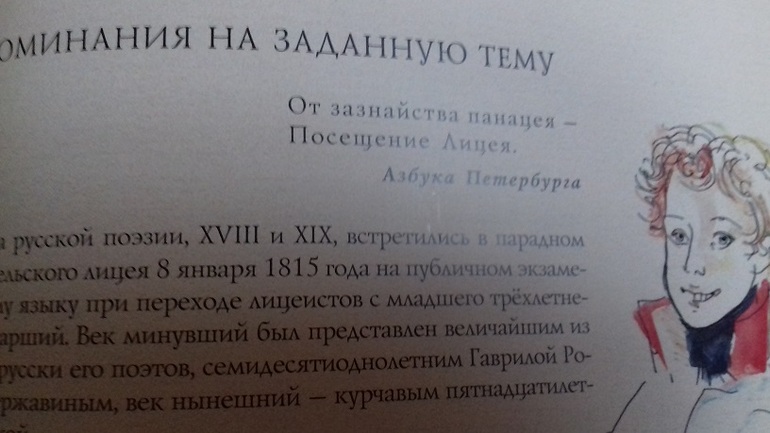 ОМИНАНИЯ НА ЗАДАННУЮ ТЕМУ
От зазнайства панацея –
Посещение Лицея.
Азбука Петербурга
русской поэзии, XVIII и XIX, встретились в парадном
ельского лицея 8 января 1815 года на публичном экзаме-
у языку при переходе лицеистов с младшего трёхлетне-
арший. Век минувший был представлен величайшим из
русски его поэтов, семидесятиоднолетним Гаврилой Ро-
ржавиным, век нынешний – курчавым пятнадцатилет-